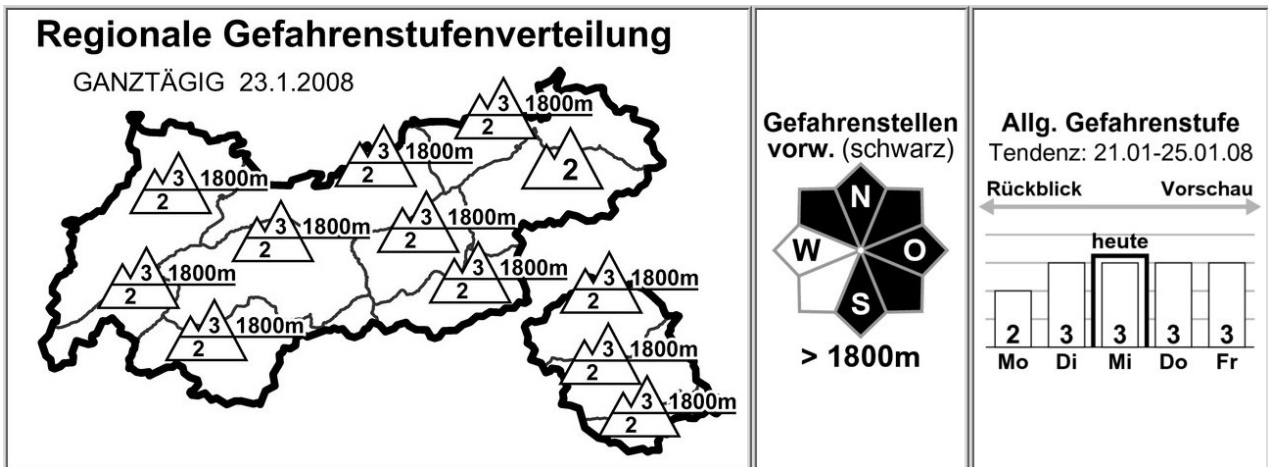 Regionale Gefahrenstufenverteilung
GANZTÄGIG 23.1.2008
3 1800m
2
3 1800m
2
2
3 1800m
2
3 1800m
2
3 1800m
2
3 1800m
2
3 1800m
2
3 1800m
2
3 1800m
2
3 1800m
2
3 1800m
2
3 1800m
2
Gefahrenstellen
vorw. (schwarz)
N
W O
S
> 1800m
Allg. Gefahrenstufe
Tendenz: 21.01-25.01.08
Rückblick Vorschau
heute
2 3 3 3 3
Mo Di Mi Do Fr